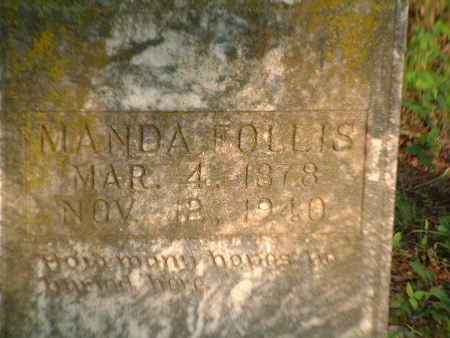 MANDA FOLLIS
MAR. 4, 1878
NOV. 12, 1940
How many hopes lie
buried here